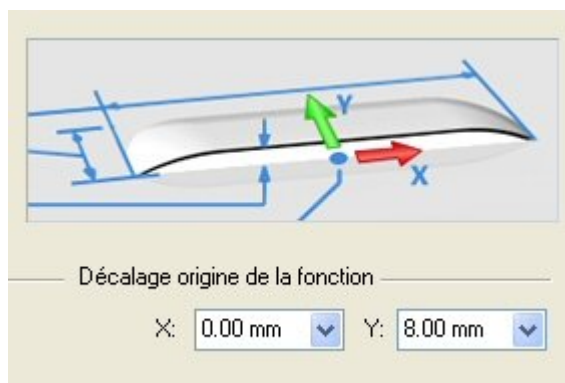 Y
X
Décalage origine de la fonction
X: 0.00 mm Y: 8.00 mm